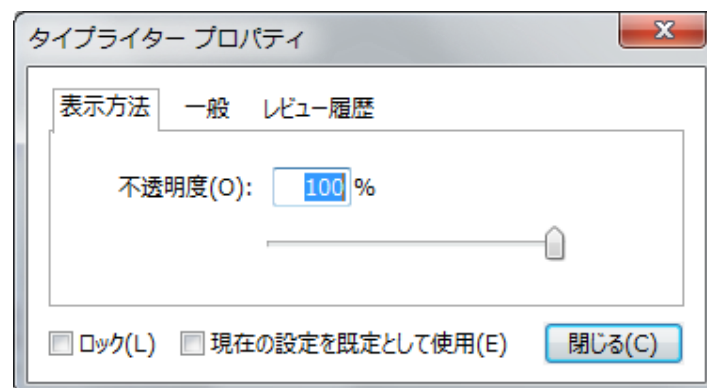 タイプライター プロパティ
表示方法 一般 レビュー履歴
不透明度(O): 100 %
ロック(L) 現在の設定を既定として使用(E) 閉じる(C)